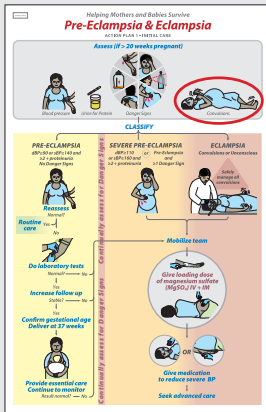 Helping Mothers and Babies Survive
Pre-Eclampsia & Eclampsia
ACTION PLAN 1 • INITIAL CARE
Assess (if > 20 weeks pregnant)
Blood pressure
Urine for Protein
Danger Signs
Convulsions
CLASSIFY
PRE-ECLAMPSIA
dBP≥90 or sBP≥140 and
≥2 + proteinuria
No Danger Signs
SEVERE PRE-ECLAMPSIA
dBP≥110
or sBP≥160 and
≥2 + proteinuria
OR
Pre-Eclampsia
and
≥1 Danger Sign
ECLAMPSIA
Convulsions or Unconscious
Safely
manage all
convulsions
Continually assess for Danger Signs
Reassess
Normal?
Yes
Routine
care
No
Mobilize team
Do laboratory tests
Normal?
No
Yes
Increase follow up
Stable?
No
Yes
Confirm gestational age
Deliver at 37 weeks
Give loading dose
of magnesium sulfate
(MgSO₄) IV + IM
Continually assess for Danger Signs
OR
Provide essential care
Continue to monitor
Result normal?
No
Give medication
to reduce severe BP
Seek advanced care